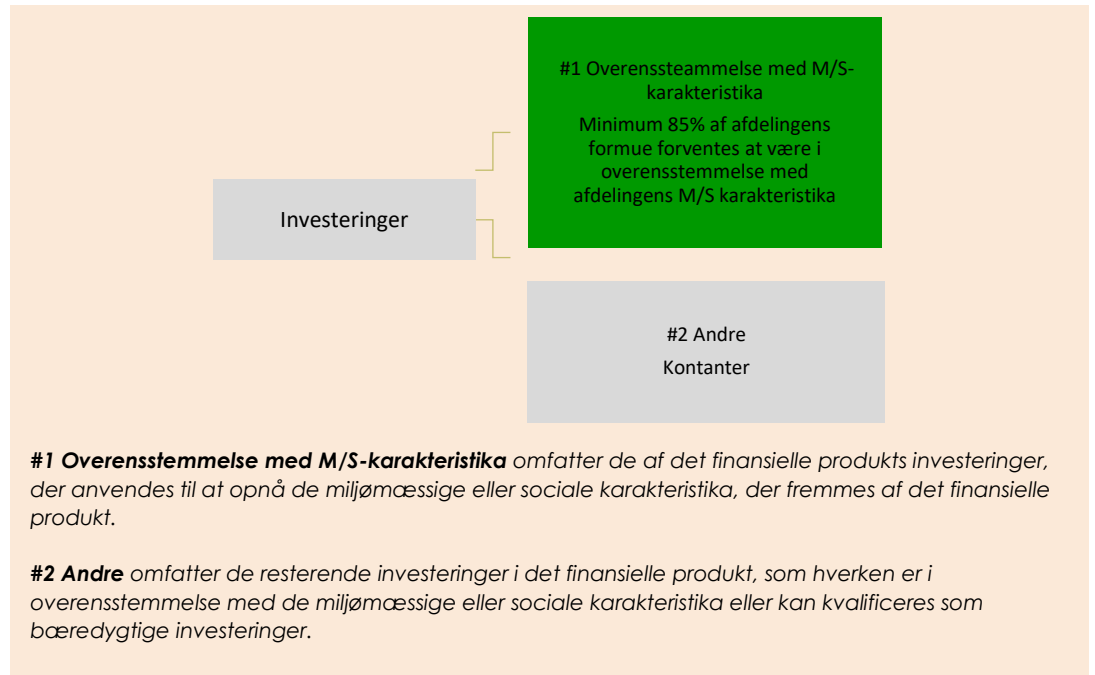 #1 Overenssteammelse med M/S-
karakteristika
Minimum 85% af afdelingens
formue forventes at være i
overensstemmelse med
afdelingens M/S karakteristika
Investeringer
#2 Andre
Kontanter
#1 Overensstemmelse med M/S-karakteristika omfatter de af det finansielle produkts investeringer,
der anvendes til at opnå de miljømæssige eller sociale karakteristika, der fremmes af det finansielle
produkt.
#2 Andre omfatter de resterende investeringer i det finansielle produkt, som hverken er i
overensstemmelse med de miljømæssige eller sociale karakteristika eller kan kvalificeres som
bæredygtige investeringer.